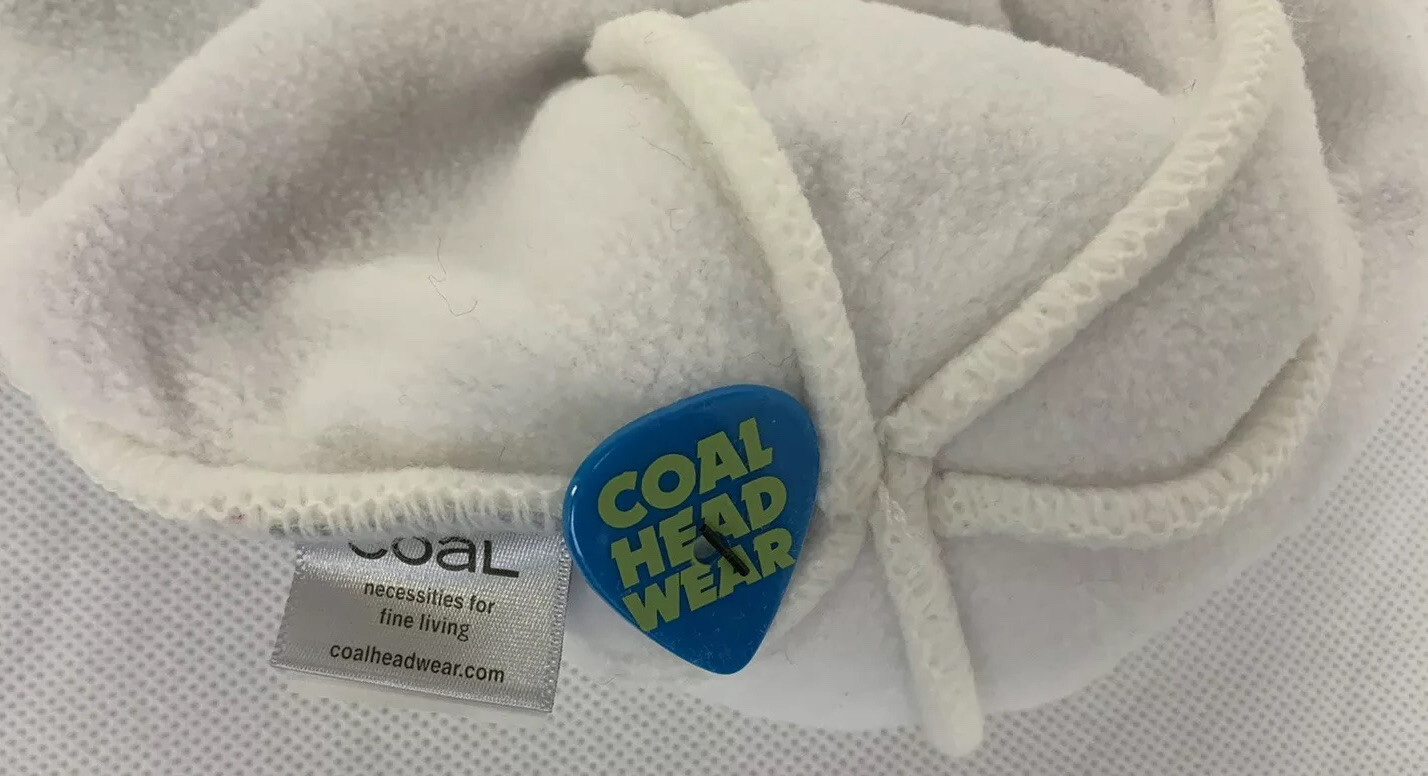 coal
necessities for
fine living
coalheadwear.com
COAL
HEAD
WEAR